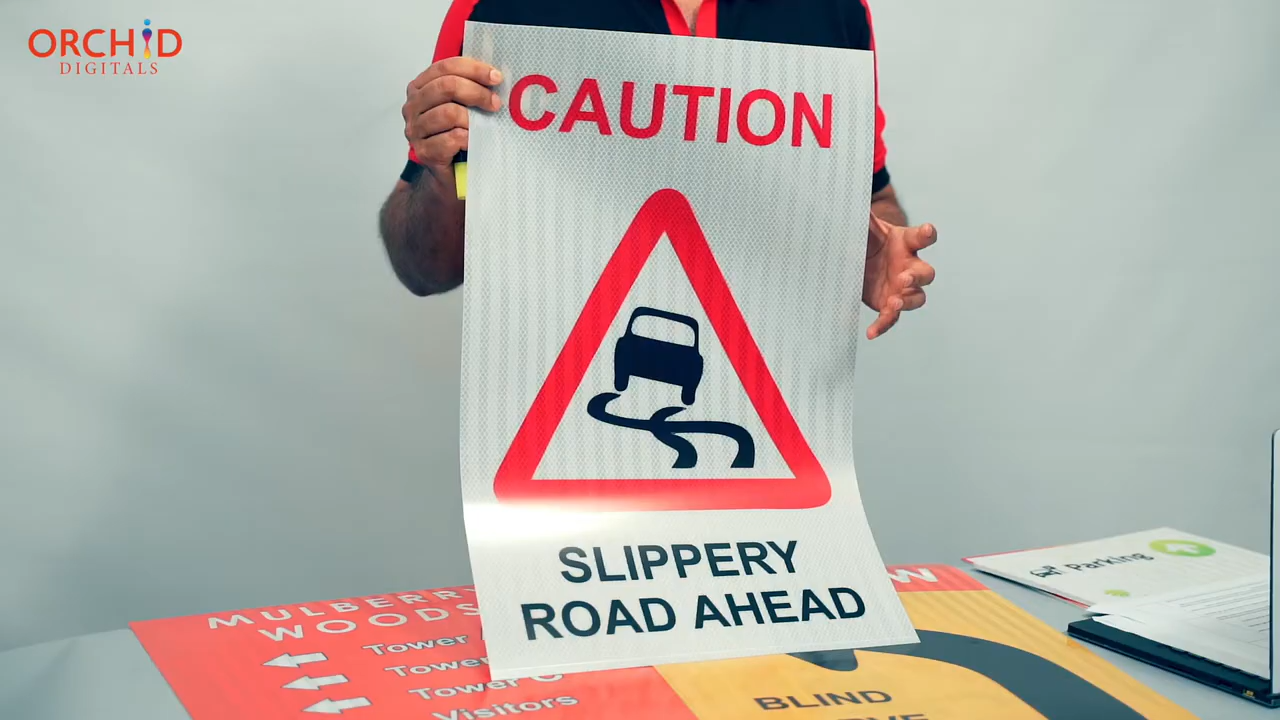 ORCHID
DIGITALS
CAUTION
SLIPPERY
ROAD AHEAD
MULBERRY
WOODS
Tower
Tower
Tower C
Visitors
W
BLIND
Parking